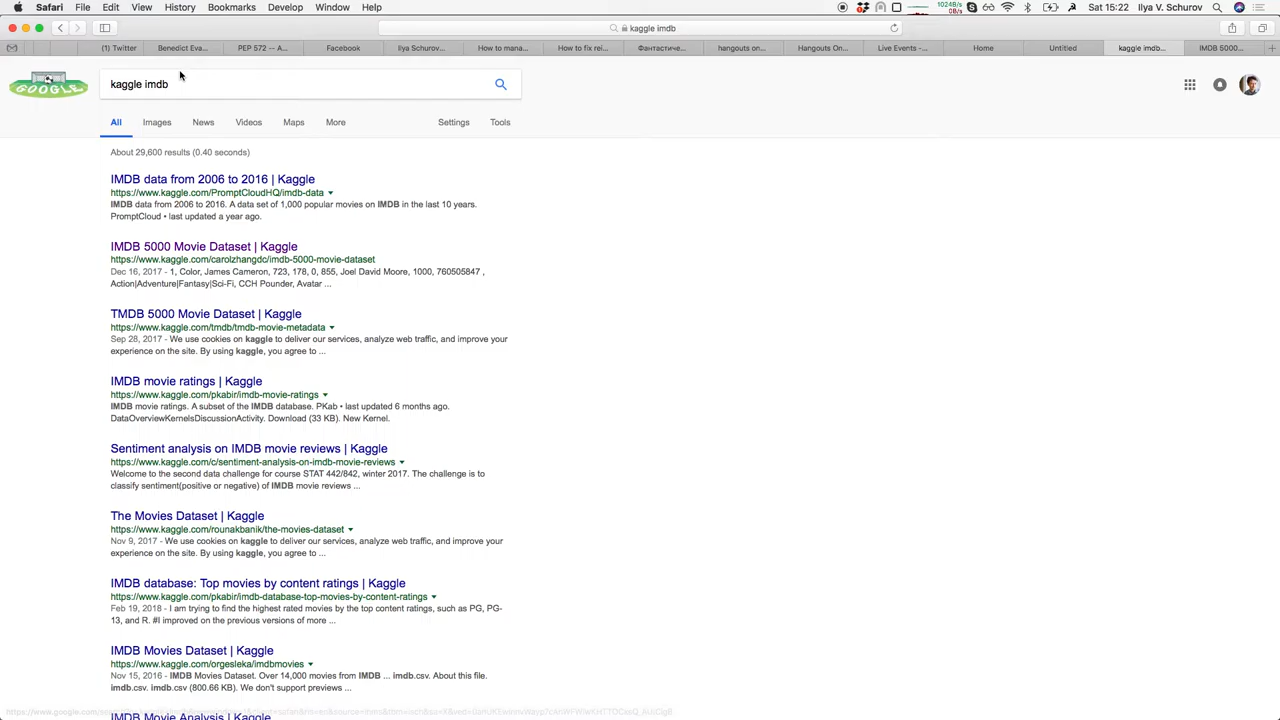 Safari File Edit View History Bookmarks Develop Window Help
1024B/s 0B/s Sat 15:22 Ilya V. Schurov
kaggle imdb
(1) Twitter Benedict Eva... PEP 572 -- A... Facebook Ilya Schurov... How to mana... How to fix rei... Фантастиче... hangouts on... Hangouts On... Live Events -... Home Untitled kaggle imdb... IMDB 5000...
GOOGLE
kaggle imdb
All Images News Videos Maps More Settings Tools
About 29,600 results (0.40 seconds)
IMDB data from 2006 to 2016 | Kaggle
https://www.kaggle.com/PromptCloudHQ/imdb-data
IMDB data from 2006 to 2016. A data set of 1,000 popular movies on IMDB in the last 10 years.
PromptCloud • last updated a year ago.
IMDB 5000 Movie Dataset | Kaggle
https://www.kaggle.com/carolzhangdc/imdb-5000-movie-dataset
Dec 16, 2017 - 1, Color, James Cameron, 723, 178, 0, 855, Joel David Moore, 1000, 760505847 ,
Action|Adventure|Fantasy|Sci-Fi, CCH Pounder, Avatar ...
TMDB 5000 Movie Dataset | Kaggle
https://www.kaggle.com/tmdb/tmdb-movie-metadata
Sep 28, 2017 - We use cookies on kaggle to deliver our services, analyze web traffic, and improve your
experience on the site. By using kaggle, you agree to ...
IMDB movie ratings | Kaggle
https://www.kaggle.com/pkabir/imdb-movie-ratings
IMDB movie ratings. A subset of the IMDB database. PKab • last updated 6 months ago.
DataOverviewKernelsDiscussionActivity. Download (33 KB). New Kernel.
Sentiment analysis on IMDB movie reviews | Kaggle
https://www.kaggle.com/c/sentiment-analysis-on-imdb-movie-reviews
Welcome to the second data challenge for course STAT 442/842, winter 2017. The challenge is to
classify sentiment(positive or negative) of IMDB movie reviews ...
The Movies Dataset | Kaggle
https://www.kaggle.com/rounakbanik/the-movies-dataset
Nov 9, 2017 - We use cookies on kaggle to deliver our services, analyze web traffic, and improve your
experience on the site. By using kaggle, you agree to ...
IMDB database: Top movies by content ratings | Kaggle
https://www.kaggle.com/pkabir/imdb-database-top-movies-by-content-ratings
Feb 19, 2018 - I am trying to find the highest rated movies by the top content ratings, such as PG, PG-
13, and R. #I improved on the previous versions of more ...
IMDB Movies Dataset | Kaggle
https://www.kaggle.com/orgesleka/imdbmovies
Nov 15, 2016 - IMDB Movies Dataset. Over 14,000 movies from IMDB ... imdb.csv. About this file.
imdb.csv. imdb.csv (800.66 KB). We don't support previews ...
IMDB Movie Analysis | Kaggle